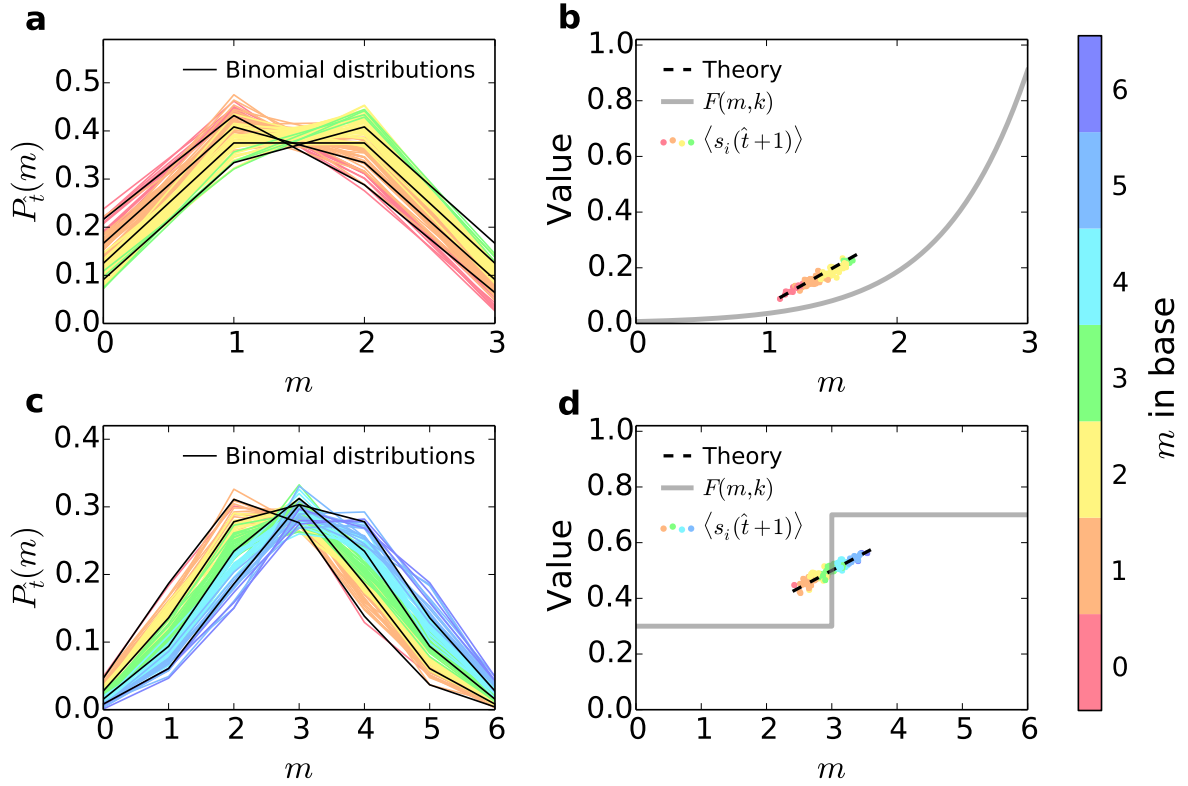 a
P_t̂(m)
0.5
0.4
0.3
0.2
0.1
0.0
Binomial distributions
0 1 2 3
m
b
Value
1.0
0.8
0.6
0.4
0.2
0.0
Theory
F(m,k)
⟨s_i(t̂+1)⟩
0 1 2 3
m
c
P_t̂(m)
0.4
0.3
0.2
0.1
0.0
Binomial distributions
0 1 2 3 4 5 6
m
d
Value
1.0
0.8
0.6
0.4
0.2
0.0
Theory
F(m,k)
⟨s_i(t̂+1)⟩
0 1 2 3 4 5 6
m
6
5
4
3
2
1
0
m in base